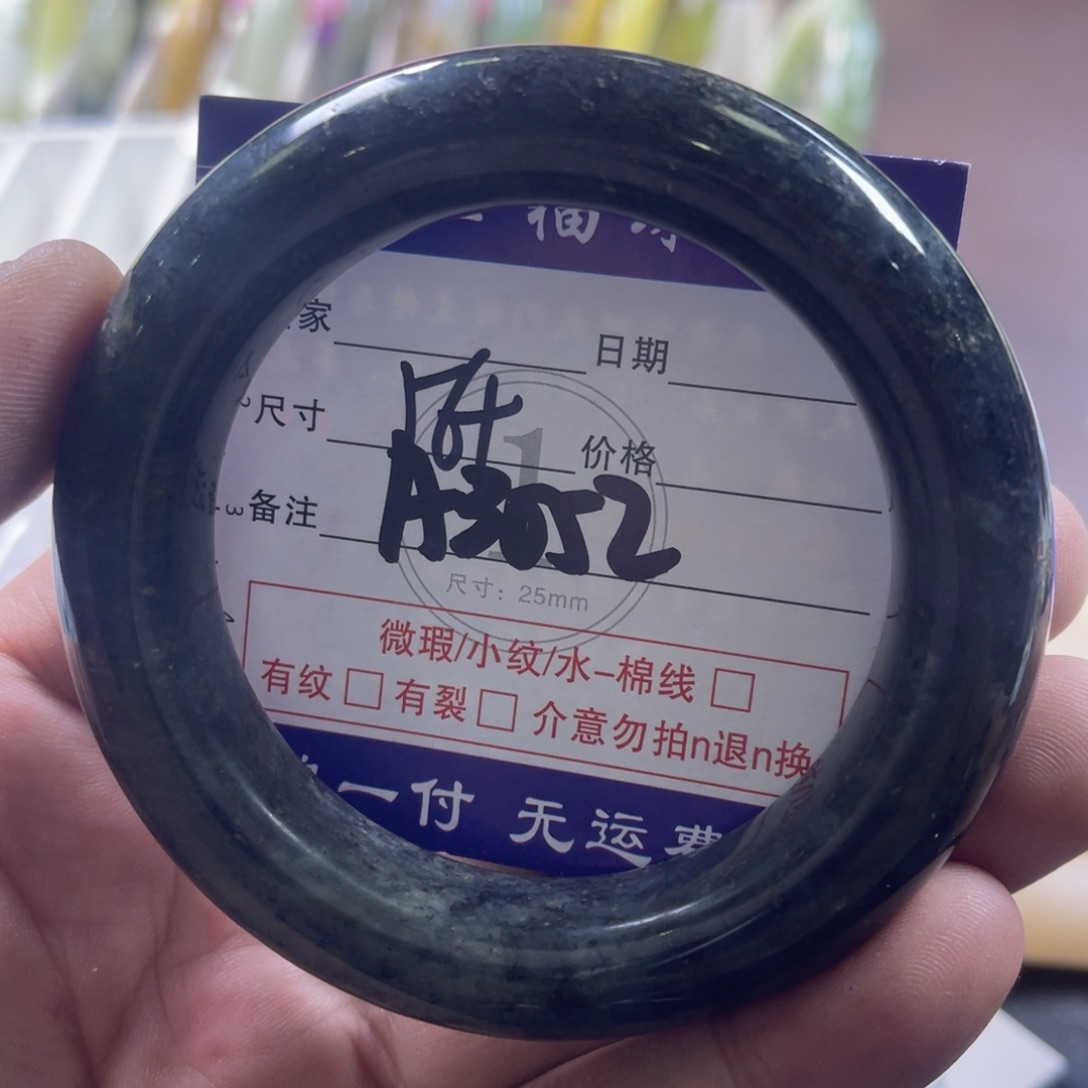 福
家 日期
尺寸 价格
A3052
备注
尺寸：25mm
微瑕/小纹/水-棉线 □
有纹 □ 有裂 □ 介意勿拍n退n换
一付 无运费